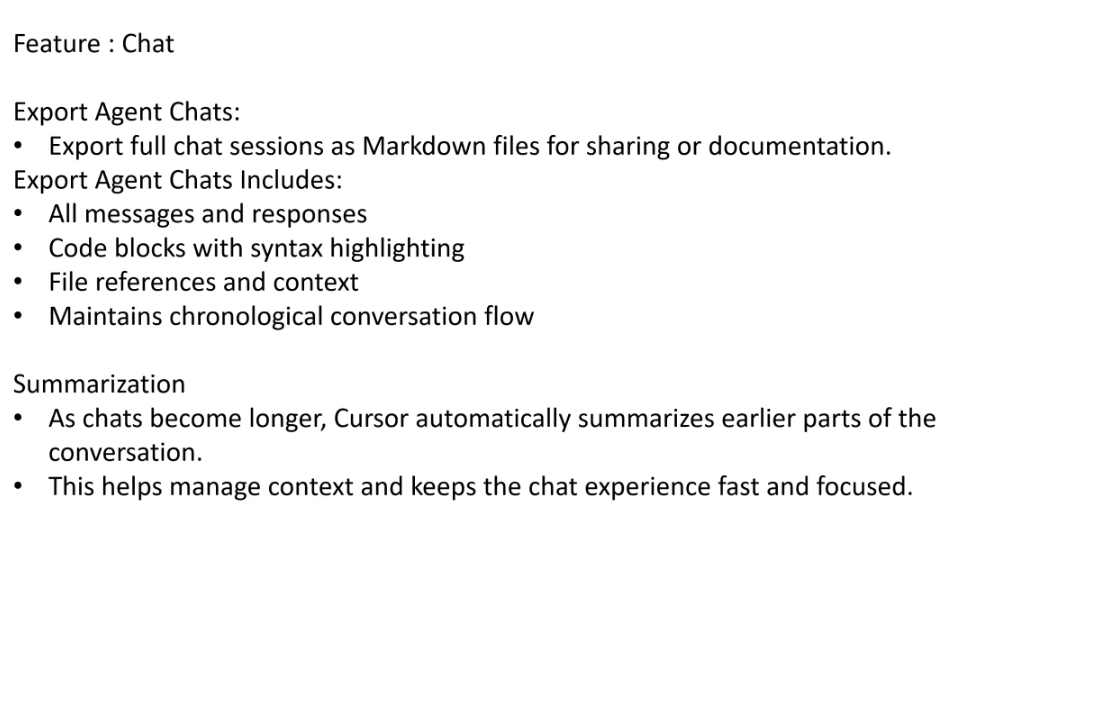 Feature : Chat
Export Agent Chats:
• Export full chat sessions as Markdown files for sharing or documentation.
Export Agent Chats Includes:
• All messages and responses
• Code blocks with syntax highlighting
• File references and context
• Maintains chronological conversation flow
Summarization
• As chats become longer, Cursor automatically summarizes earlier parts of the
conversation.
• This helps manage context and keeps the chat experience fast and focused.